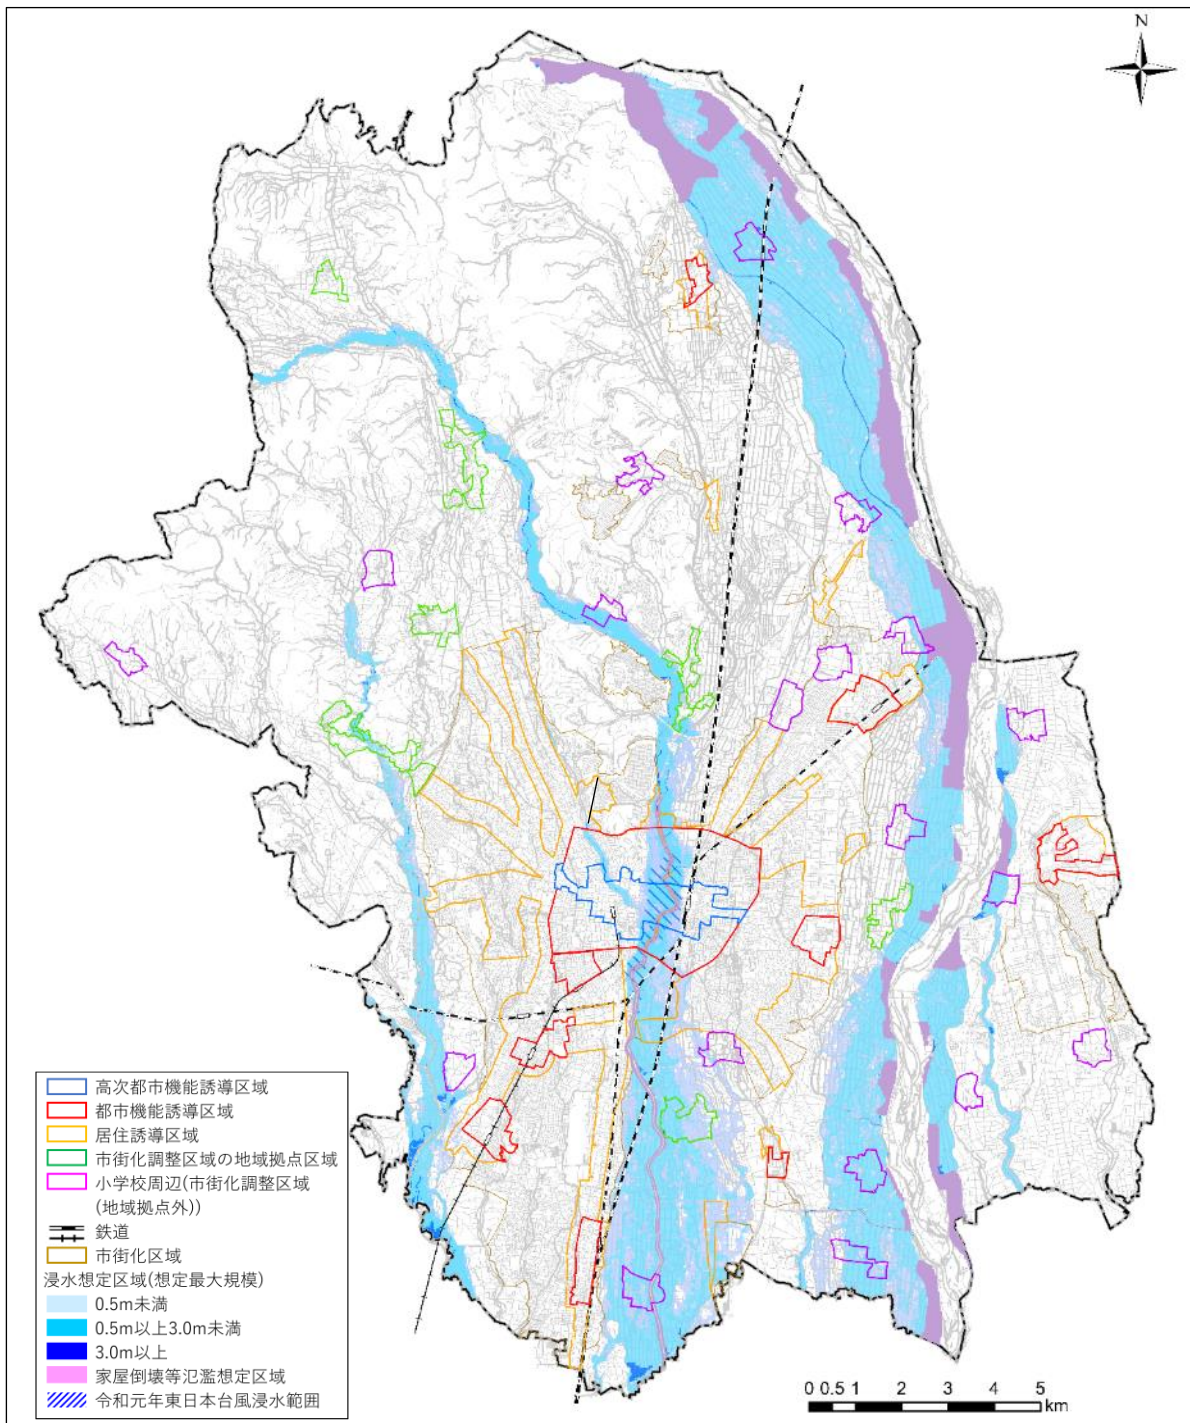 N
高次都市機能誘導区域
都市機能誘導区域
居住誘導区域
市街化調整区域の地域拠点区域
小学校周辺(市街化調整区域
(地域拠点外))
鉄道
市街化区域
浸水想定区域(想定最大規模)
0.5m未満
0.5m以上3.0m未満
3.0m以上
家屋倒壊等氾濫想定区域
令和元年東日本台風浸水範囲
0 0.5 1 2 3 4 5
km